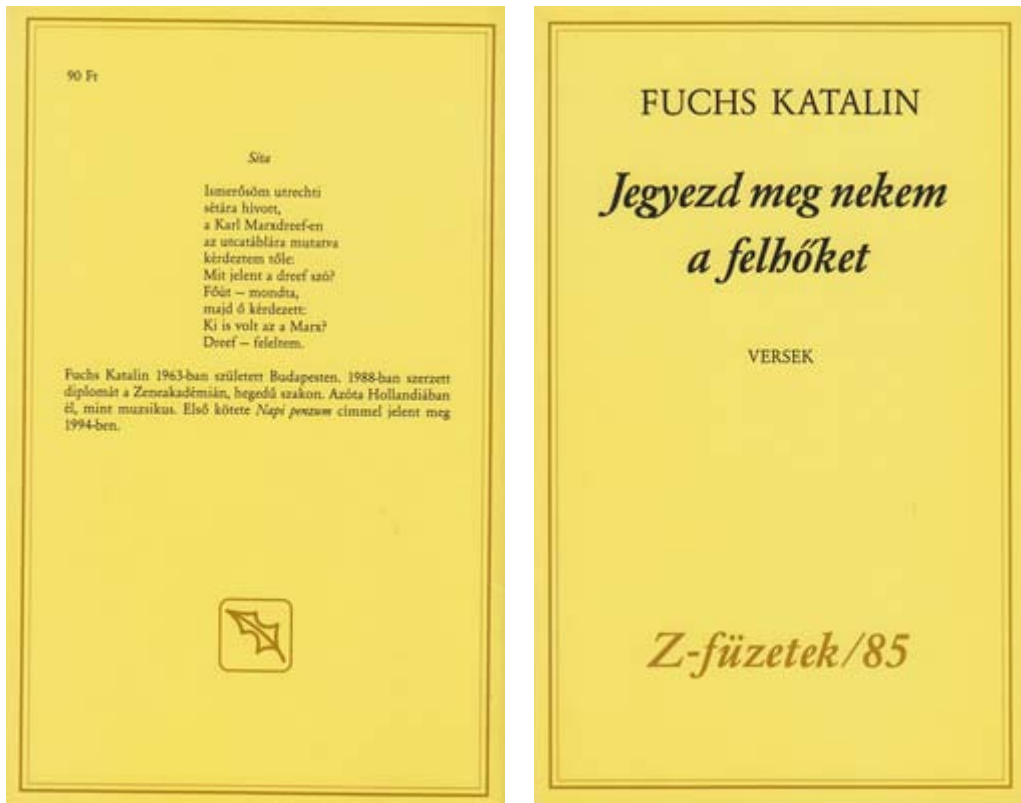 90 Ft
Síta
Ismerősöm utrechti
sétára hívott,
a Karl Marxdreef-en
az utcatáblára mutatva
kérdeztem tőle:
Mit jelent a dreef szó?
Főút – mondta,
majd ő kérdezett:
Ki is volt az a Marx?
Dreef – feleltem.
Fuchs Katalin 1963-ban született Budapesten. 1988-ban szerzett
diplomát a Zeneakadémián, hegedű szakon. Azóta Hollandiában
él, mint muzsikus. Első kötete Napi penzum címmel jelent meg
1994-ben.
FUCHS KATALIN
Jegyezd meg nekem
a felhőket
VERSEK
Z-füzetek/85